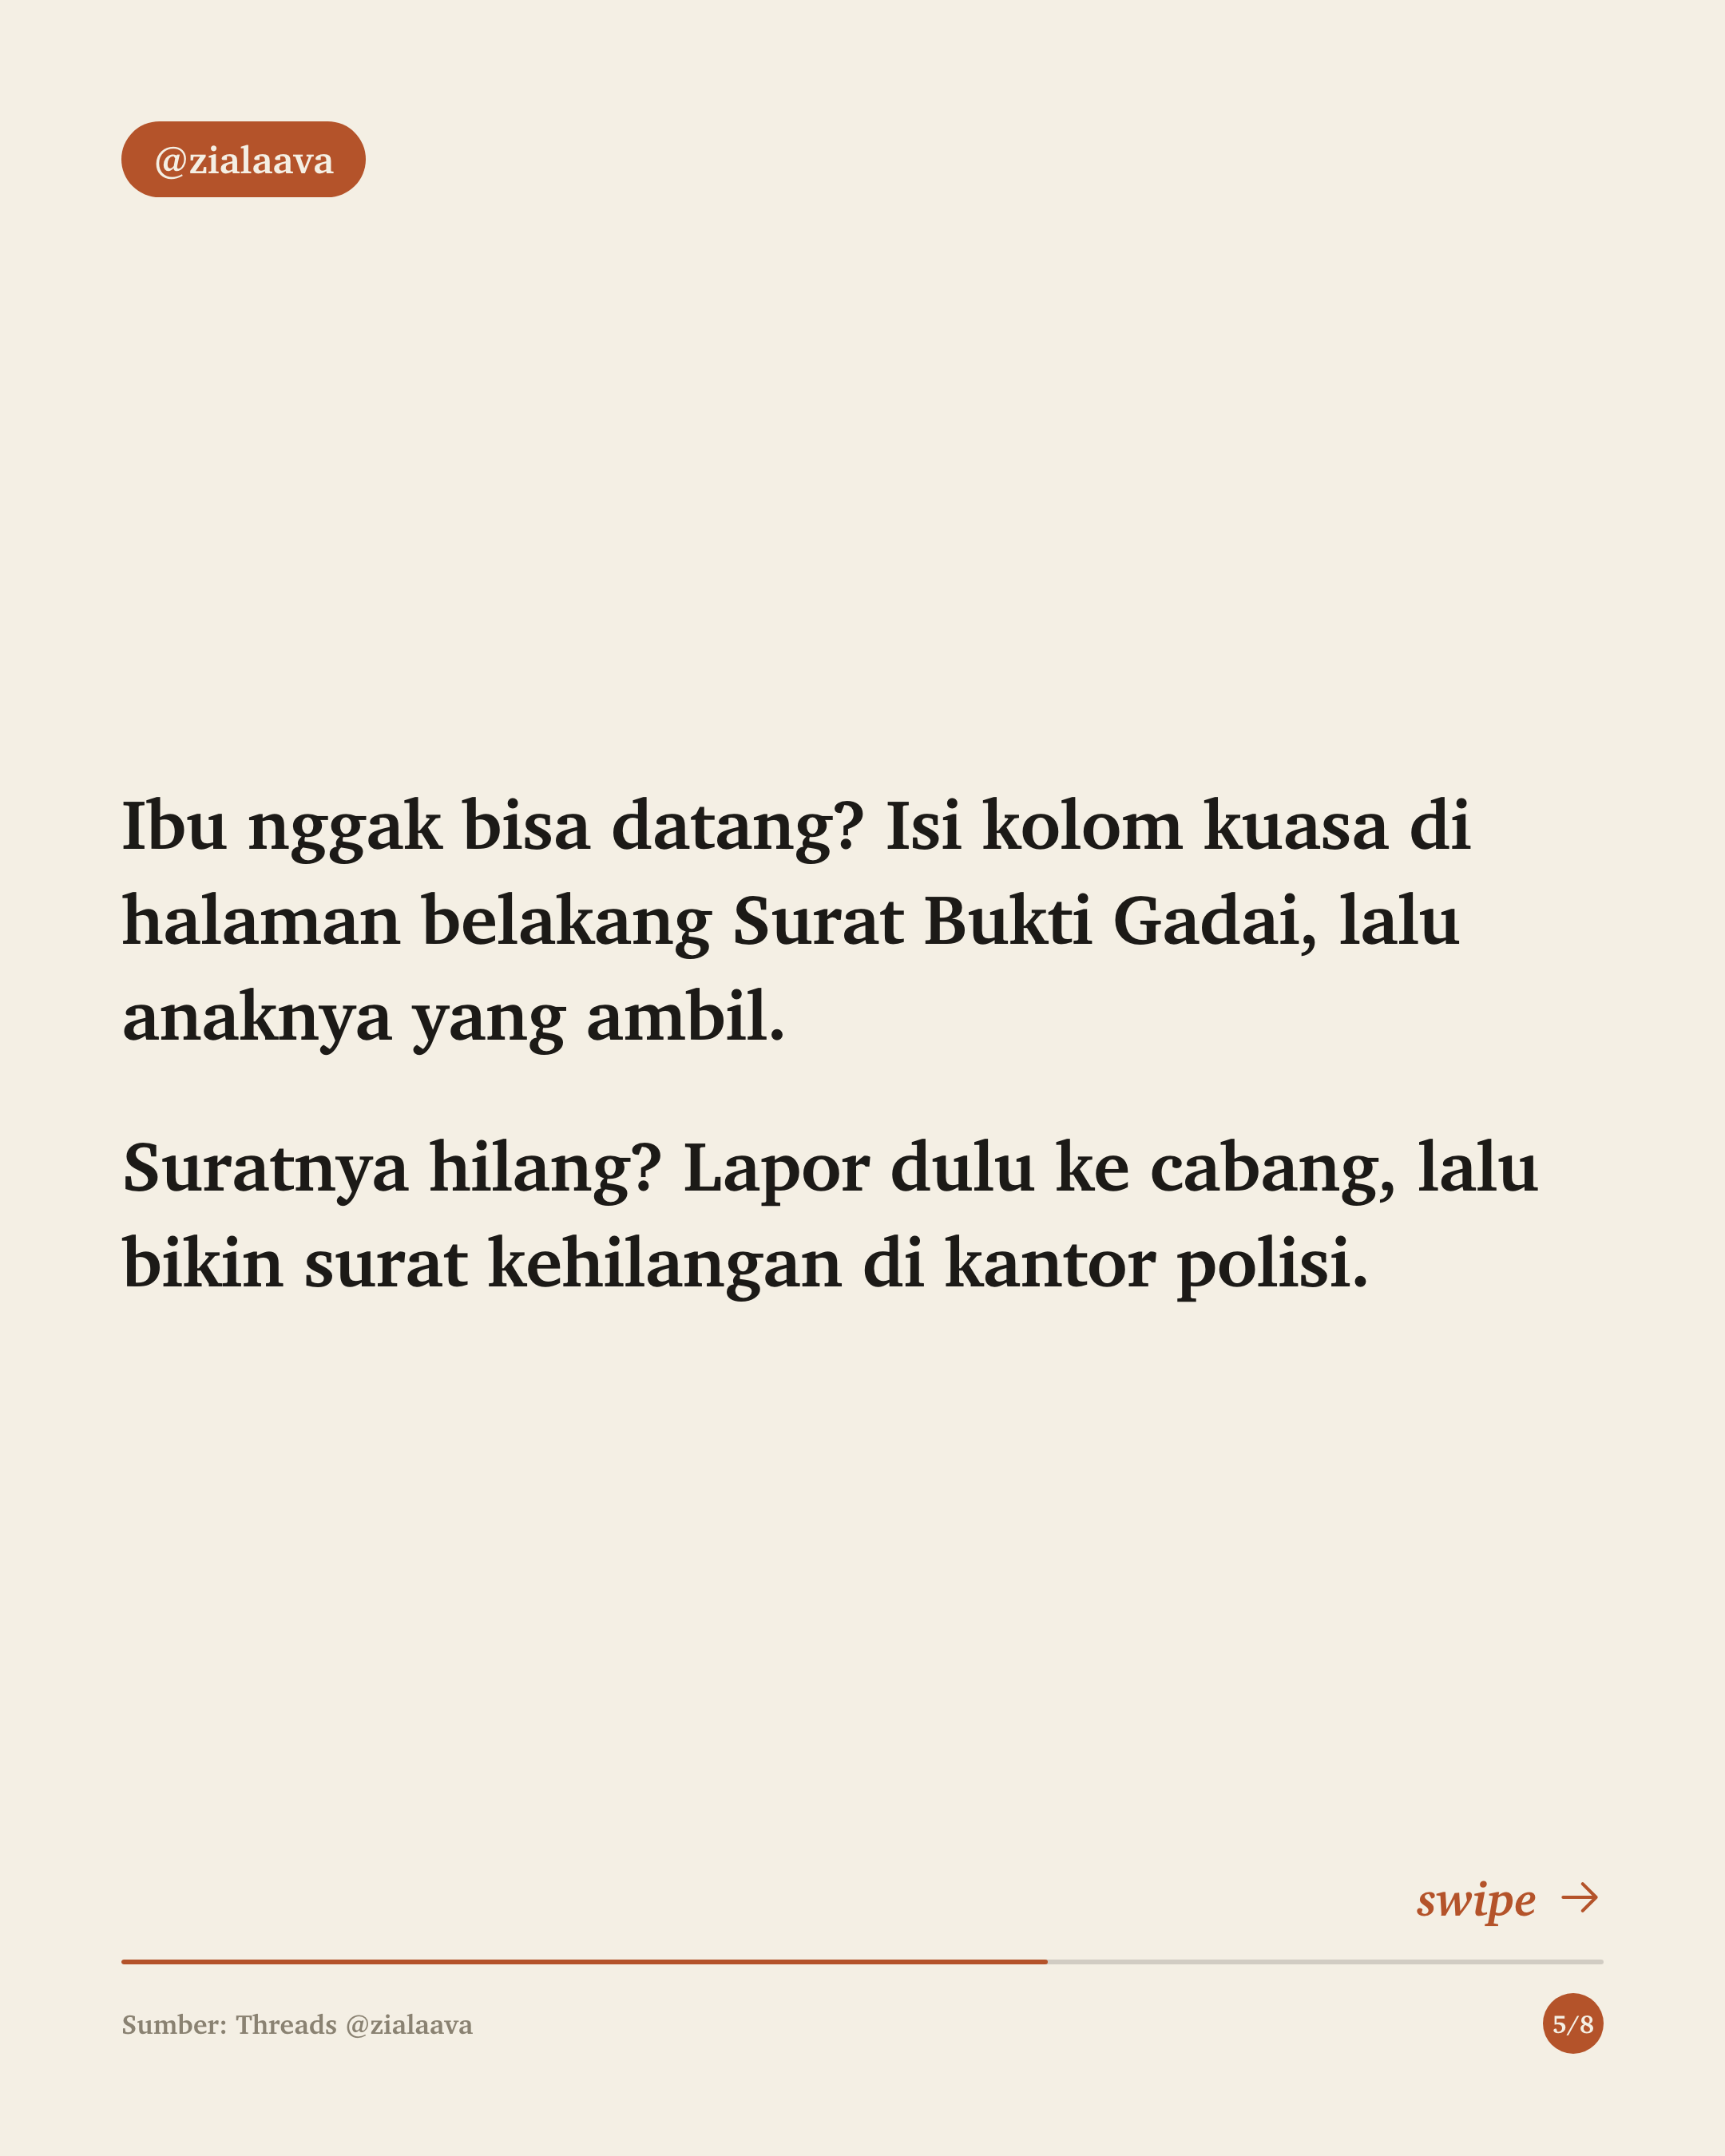 @zialaava
Ibu nggak bisa datang? Isi kolom kuasa di
halaman belakang Surat Bukti Gadai, lalu
anaknya yang ambil.
Suratnya hilang? Lapor dulu ke cabang, lalu
bikin surat kehilangan di kantor polisi.
swipe →
Sumber: Threads @zialaava
5/8